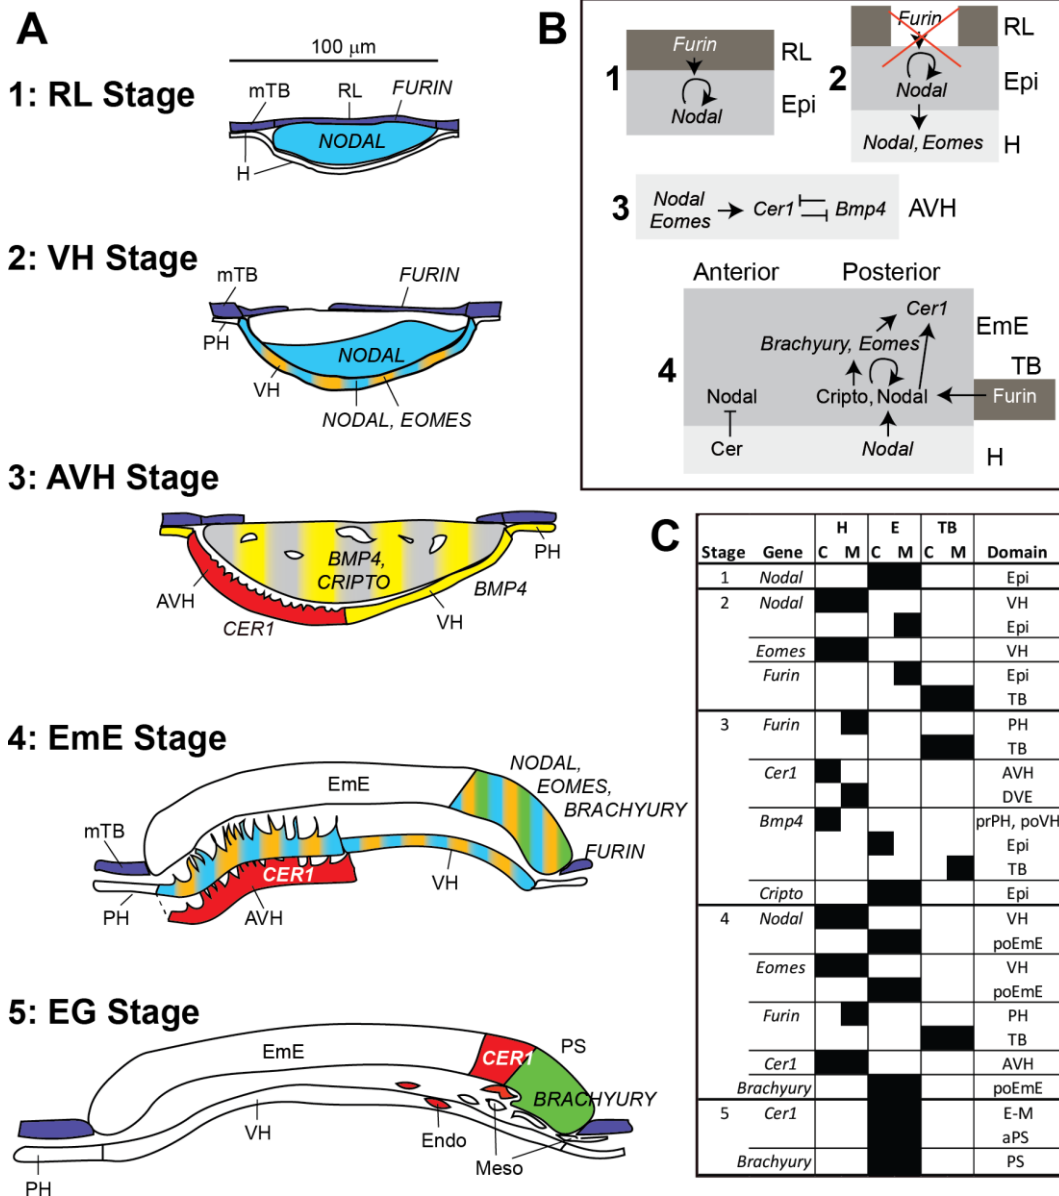 A
100 μm
1: RL Stage
mTB
RL
FURIN
NODAL
H
2: VH Stage
mTB
FURIN
PH
NODAL
VH
NODAL, EOMES
3: AVH Stage
BMP4,
CRIPTO
PH
AVH
BMP4
VH
CER1
4: EmE Stage
NODAL,
EOMES,
BRACHYURY
EmE
mTB
FURIN
CER1
VH
PH
AVH
5: EG Stage
EmE
CER1
PS
BRACHYURY
VH
Endo
Meso
PH
B
1
Furin
RL
Nodal
Epi
2
Furin
RL
Nodal
Epi
Nodal, Eomes
H
3
Nodal
Eomes
Cer1
Bmp4
AVH
4
Anterior
Posterior
Cer1
EmE
Brachyury, Eomes
TB
Nodal
Cripto, Nodal
Furin
Cer
Nodal
H
C
H E TB
Stage Gene C M C M C M Domain
1 Nodal Epi
2 Nodal VH
Epi
Eomes VH
Furin Epi
TB
3 Furin PH
TB
Cer1 AVH
DVE
Bmp4 prPH, poVH
Epi
TB
Cripto Epi
4 Nodal VH
poEmE
Eomes VH
poEmE
Furin PH
TB
Cer1 AVH
Brachyury poEmE
5 Cer1 E-M
aPS
Brachyury PS